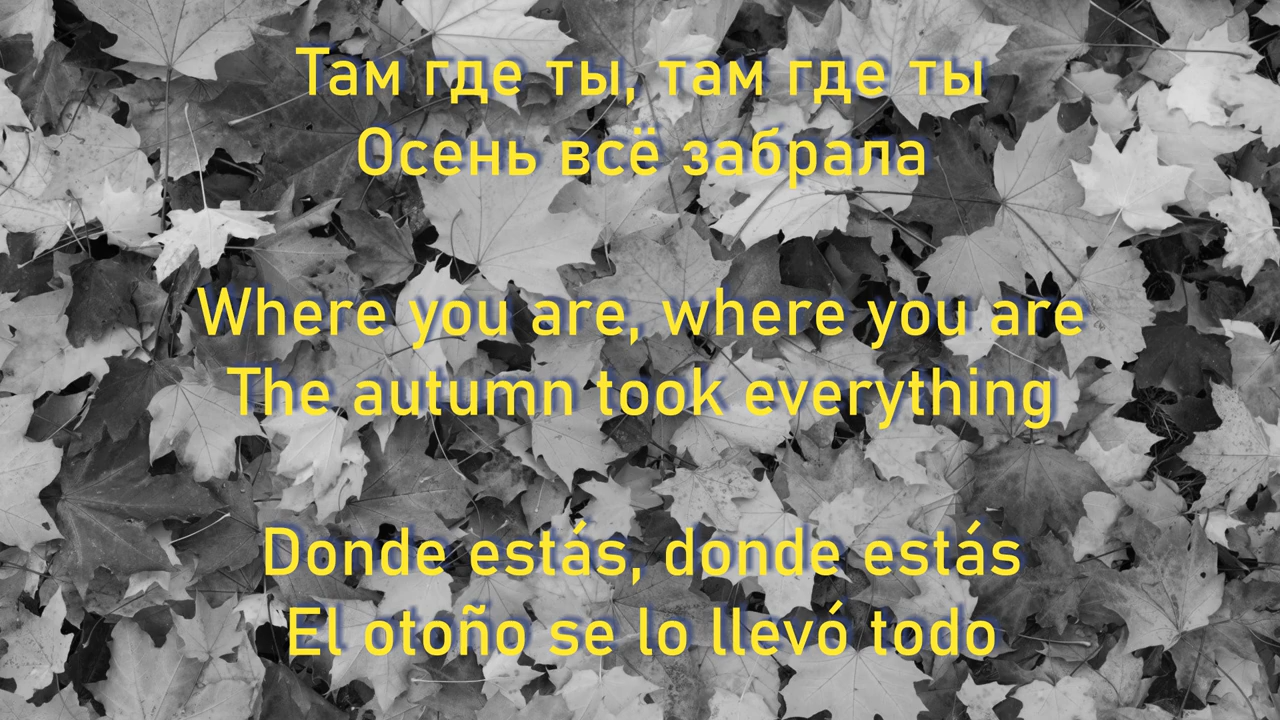 Там где ты, там где ты
Осень всё забрала
Where you are, where you are
The autumn took everything
Donde estás, donde estás
El otoño se lo llevó todo